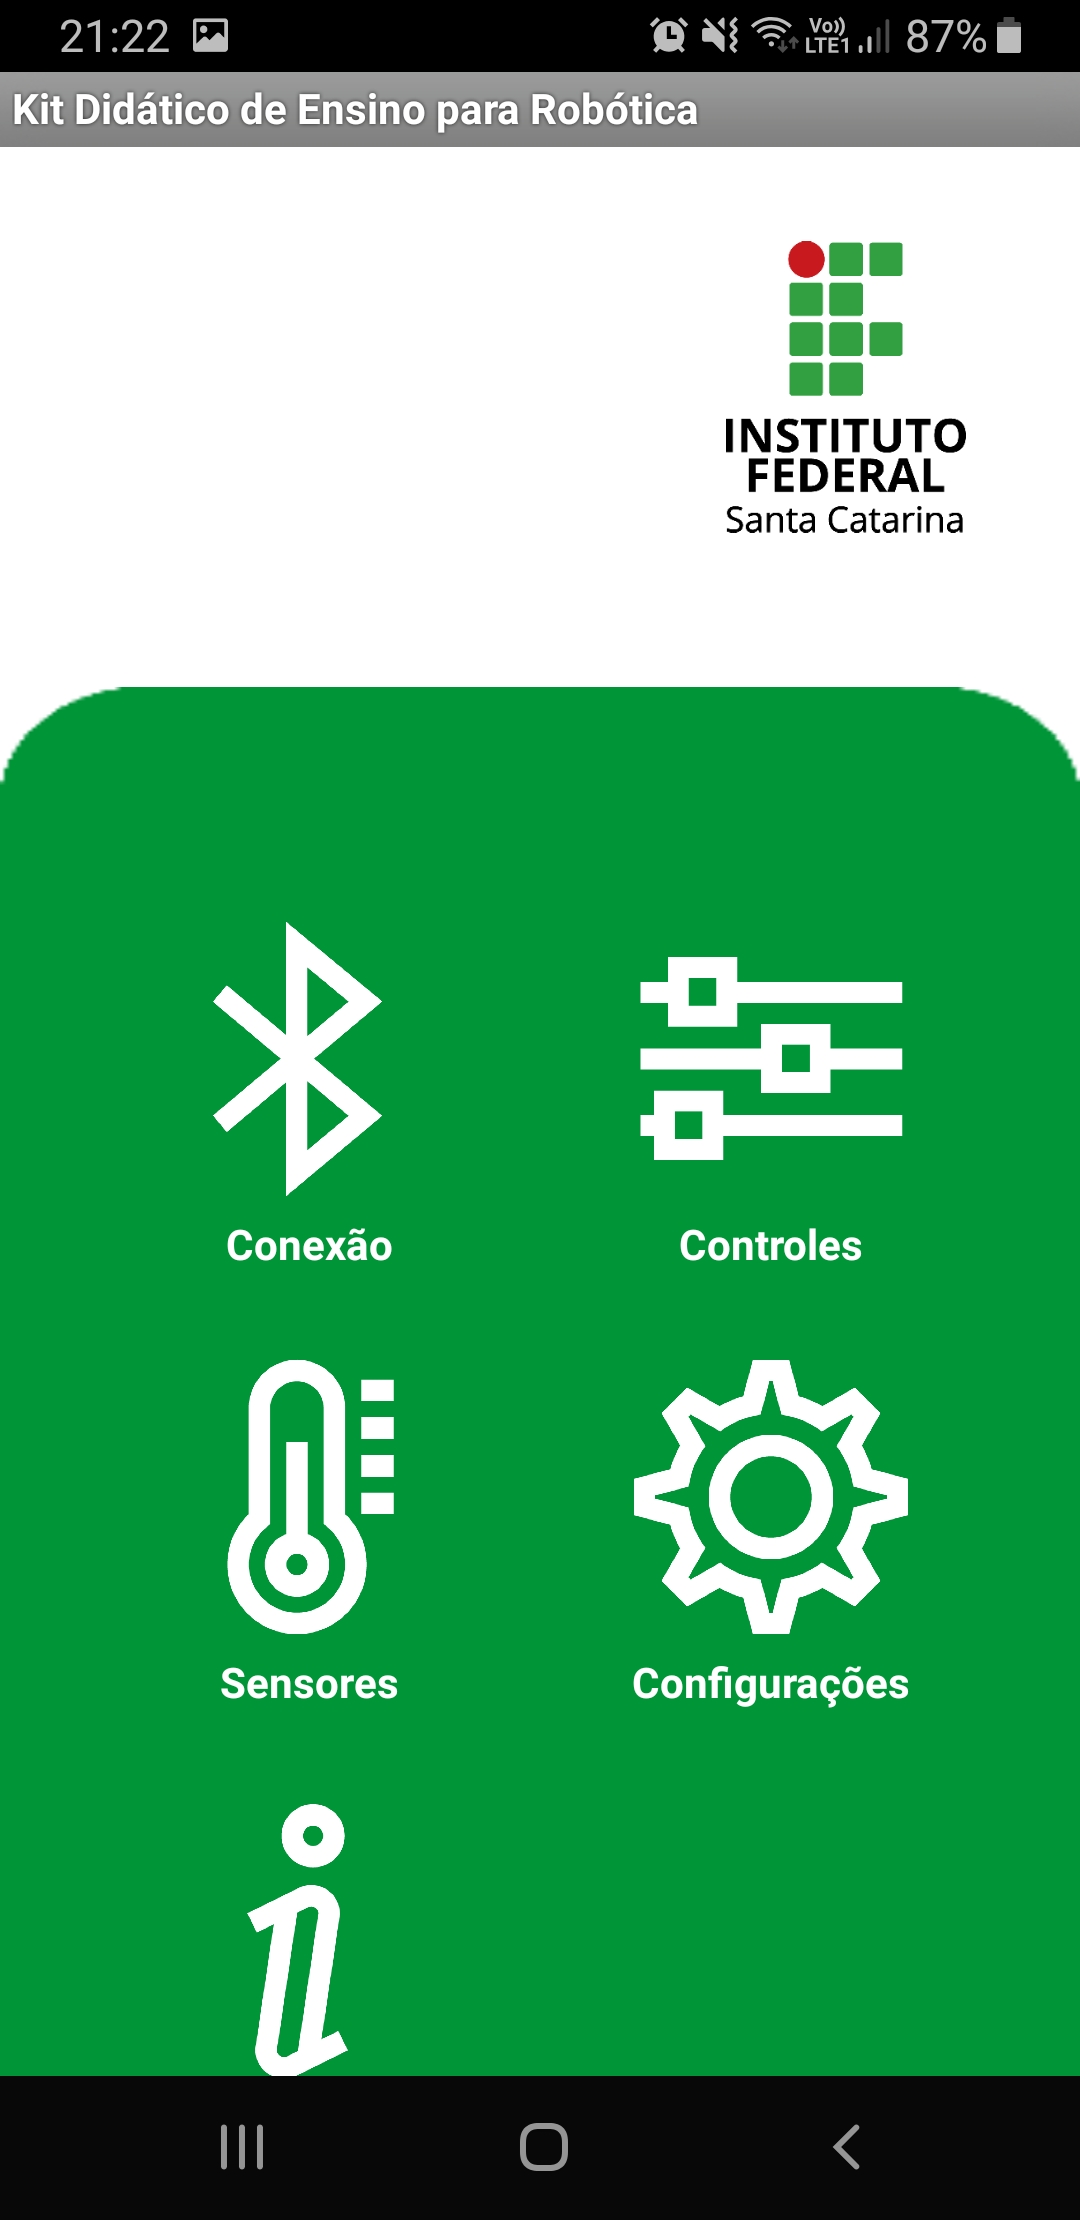 21:22
Vo))
LTE1
87%
Kit Didático de Ensino para Robótica
INSTITUTO
FEDERAL
Santa Catarina
Conexão
Controles
Sensores
Configurações